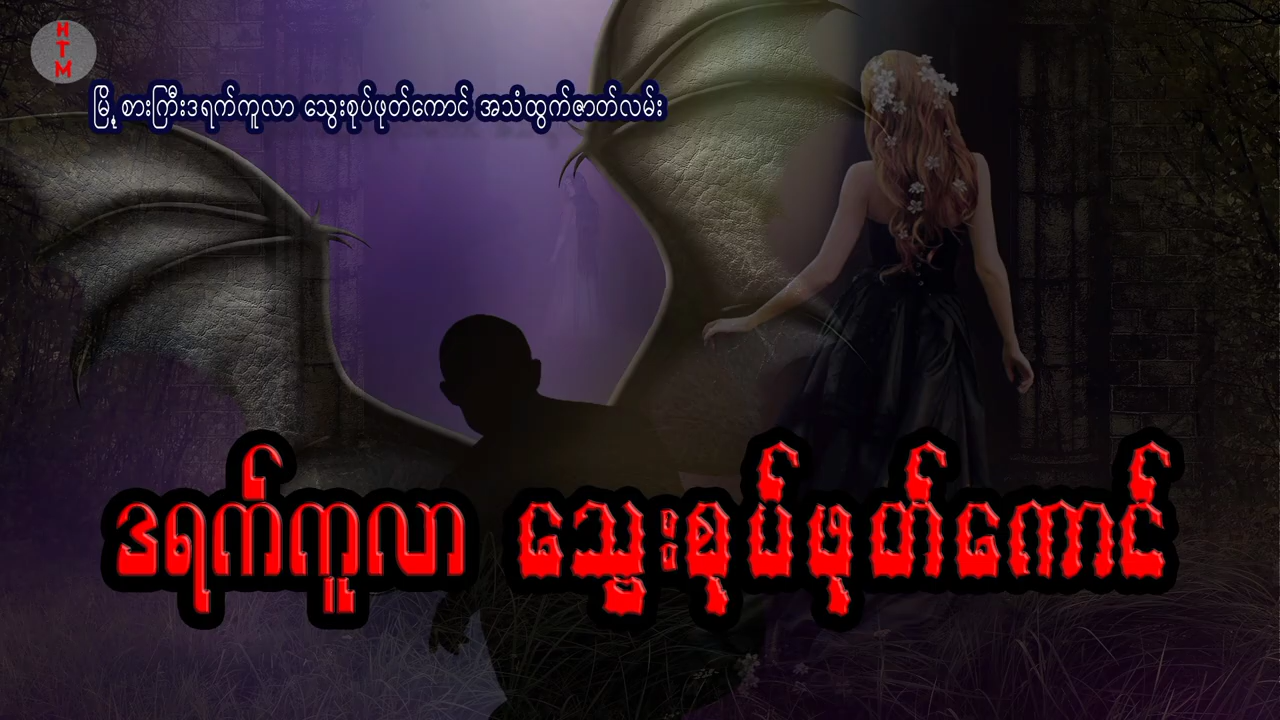 H
T
M
မြို့စားကြီးဒရက်ကူလာ သွေးစုပ်ဖုတ်ကောင် အသံထွက်ဇာတ်လမ်း
ဒရက်ကူလာ သွေးစုပ်ဖုတ်ကောင်